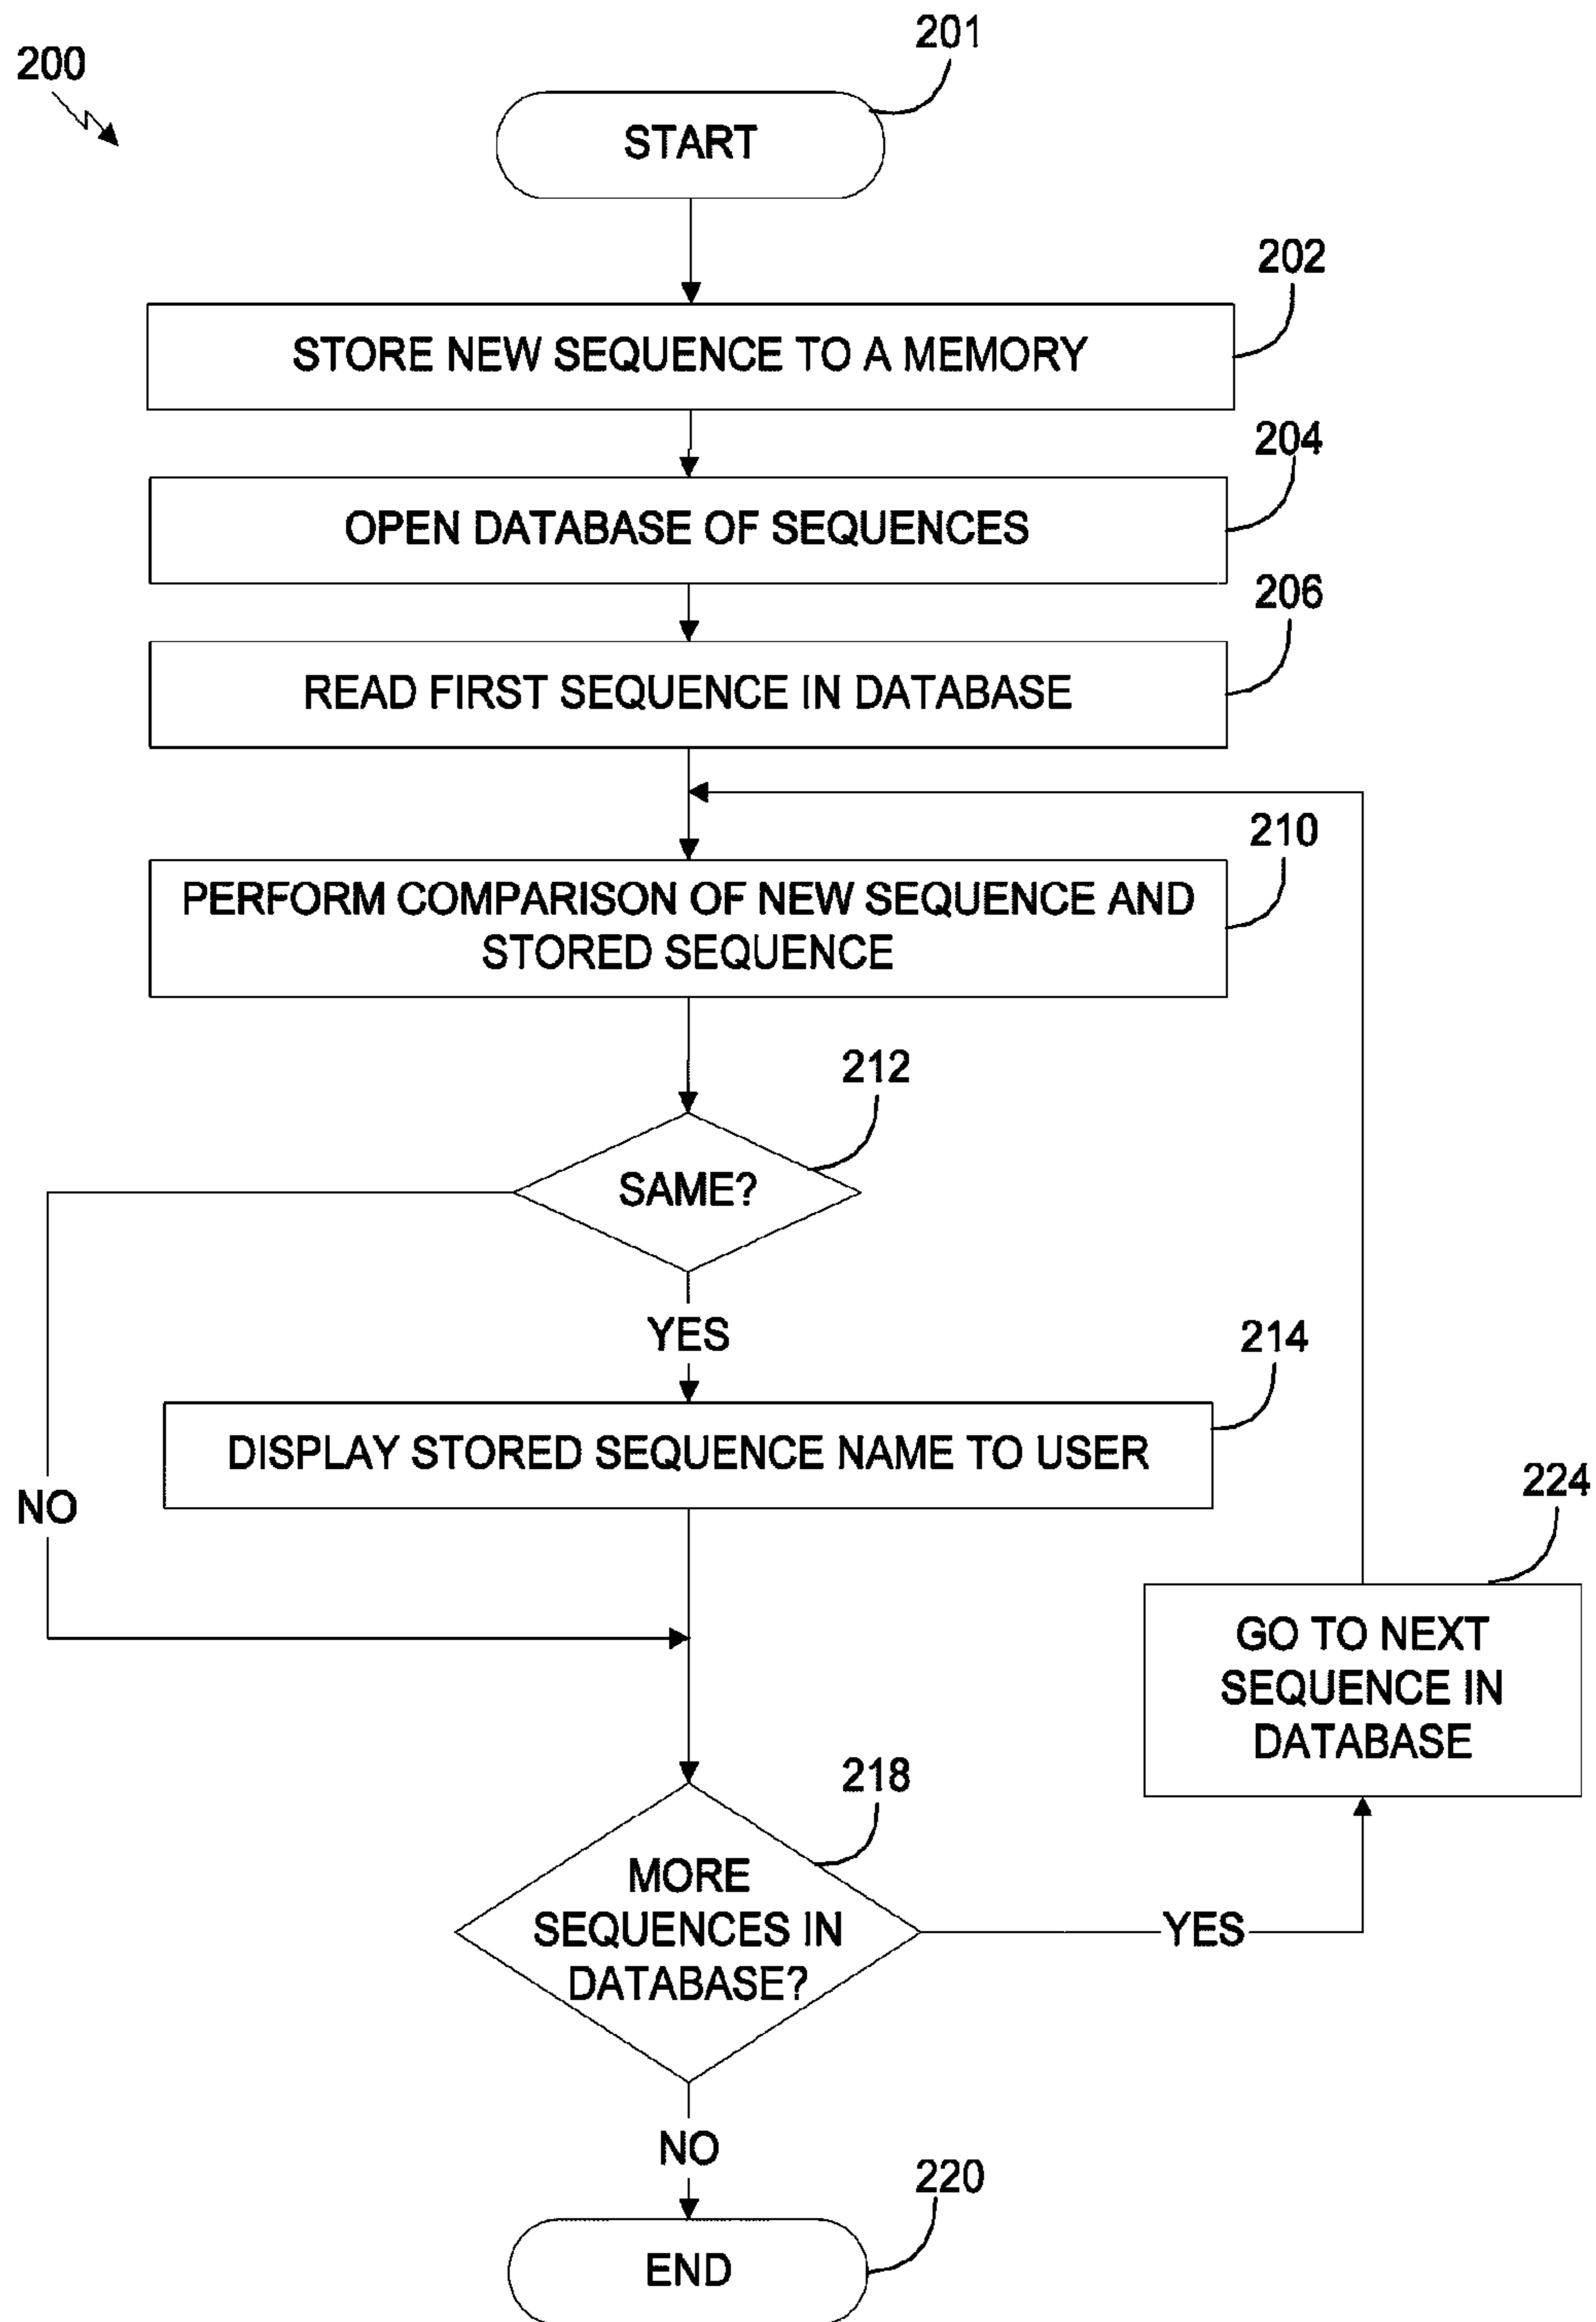 200
201
START
202
STORE NEW SEQUENCE TO A MEMORY
204
OPEN DATABASE OF SEQUENCES
206
READ FIRST SEQUENCE IN DATABASE
210
PERFORM COMPARISON OF NEW SEQUENCE AND
STORED SEQUENCE
212
SAME?
YES
214
DISPLAY STORED SEQUENCE NAME TO USER
NO
224
GO TO NEXT
SEQUENCE IN
DATABASE
218
MORE
SEQUENCES IN
DATABASE?
YES
NO
220
END